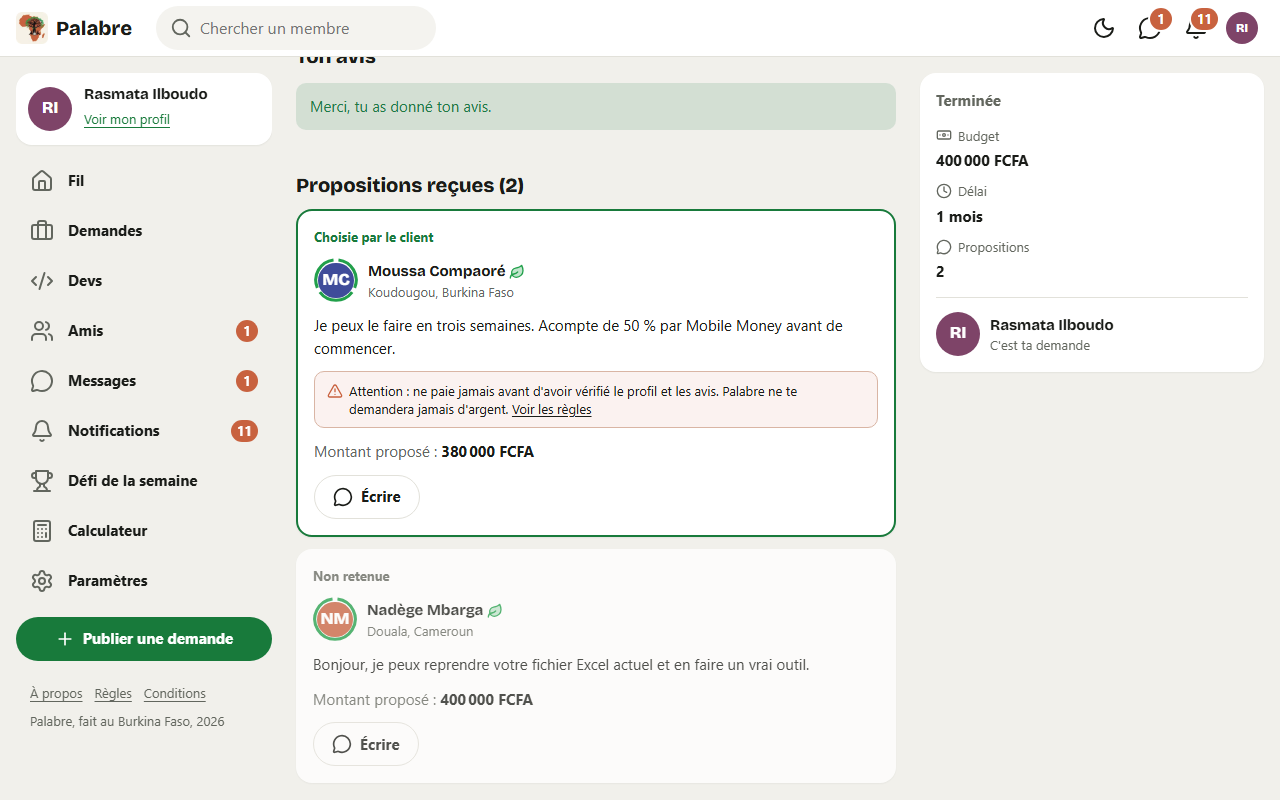 Palabre
Chercher un membre
1
11
RI
RI
Rasmata Ilboudo
Voir mon profil
Fil
Demandes
Devs
Amis
1
Messages
1
Notifications
11
Défi de la semaine
Calculateur
Paramètres
Publier une demande
À propos Règles Conditions
Palabre, fait au Burkina Faso, 2026
Ton avis
Merci, tu as donné ton avis.
Propositions reçues (2)
Choisie par le client
MC
Moussa Compaoré
Koudougou, Burkina Faso
Je peux le faire en trois semaines. Acompte de 50 % par Mobile Money avant de
commencer.
Attention : ne paie jamais avant d'avoir vérifié le profil et les avis. Palabre ne te
demandera jamais d'argent. Voir les règles
Montant proposé : 380 000 FCFA
Écrire
Non retenue
NM
Nadège Mbarga
Douala, Cameroun
Bonjour, je peux reprendre votre fichier Excel actuel et en faire un vrai outil.
Montant proposé : 400 000 FCFA
Écrire
Terminée
Budget
400 000 FCFA
Délai
1 mois
Propositions
2
RI
Rasmata Ilboudo
C'est ta demande